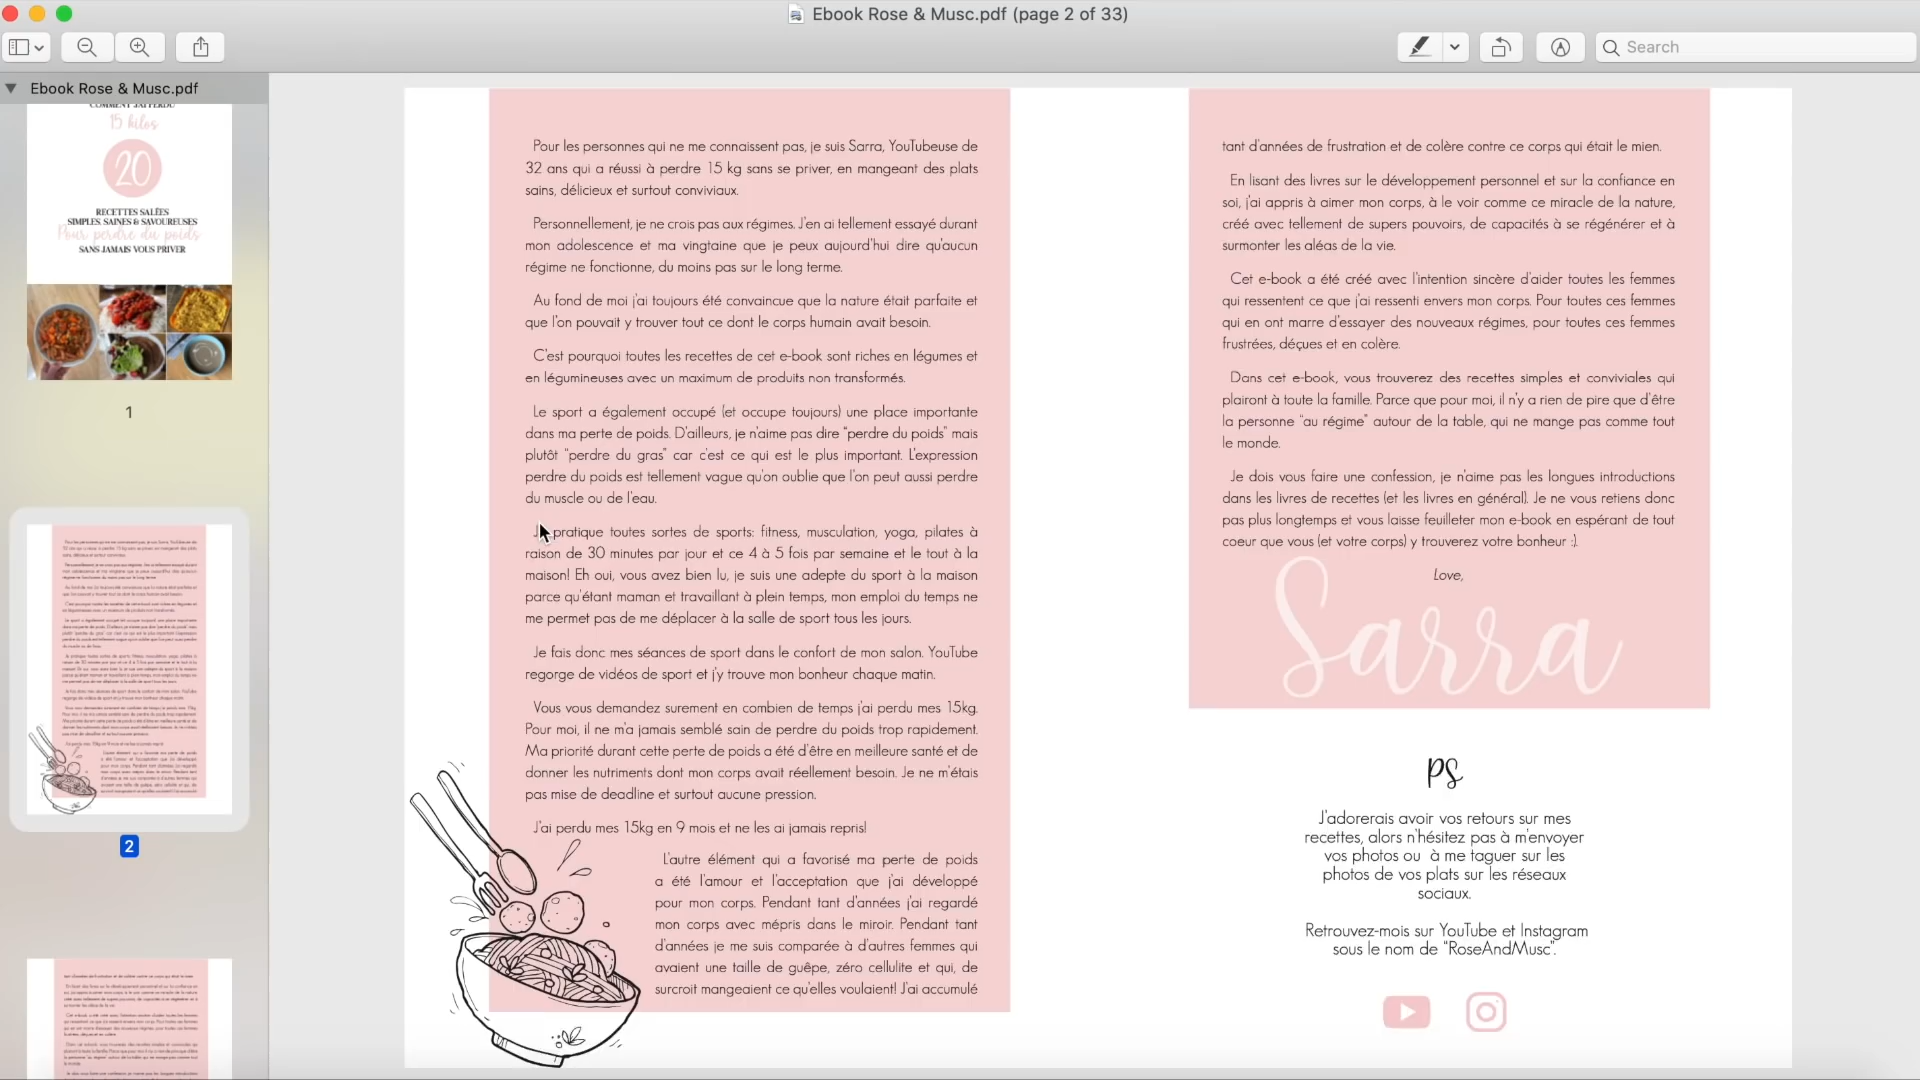 Ebook Rose & Musc.pdf (page 2 of 33)
Search
Ebook Rose & Musc.pdf
COMMENT J'AI PERDU
15 kilos
20
RECETTES SALÉES
SIMPLES, SAINES & SAVOUREUSES
Pour perdre du poids
SANS JAMAIS VOUS PRIVER
1
2
Pour les personnes qui ne me connaissent pas, je suis Sarra, YouTubeuse de
32 ans qui a réussi à perdre 15 kg sans se priver, en mangeant des plats
sains, délicieux et surtout conviviaux.
Personnellement, je ne crois pas aux régimes. J'en ai tellement essayé durant
mon adolescence et ma vingtaine que je peux aujourd'hui dire qu'aucun
régime ne fonctionne, du moins pas sur le long terme.
Au fond de moi j'ai toujours été convaincue que la nature était parfaite et
que l'on pouvait y trouver tout ce dont le corps humain avait besoin.
C'est pourquoi toutes les recettes de cet e-book sont riches en légumes et
en légumineuses avec un maximum de produits non transformés.
Le sport a également occupé (et occupe toujours) une place importante
dans ma perte de poids. D'ailleurs, je n'aime pas dire "perdre du poids" mais
plutôt "perdre du gras" car c'est ce qui est le plus important. L'expression
perdre du poids est tellement vague qu'on oublie que l'on peut aussi perdre
du muscle ou de l'eau.
Je pratique toutes sortes de sports: fitness, musculation, yoga, pilates à
raison de 30 minutes par jour et ce 4 à 5 fois par semaine et le tout à la
maison! Eh oui, vous avez bien lu, je suis une adepte du sport à la maison
parce qu'étant maman et travaillant à plein temps, mon emploi du temps ne
me permet pas de me déplacer à la salle de sport tous les jours.
Je fais donc mes séances de sport dans le confort de mon salon. YouTube
regorge de vidéos de sport et j'y trouve mon bonheur chaque matin.
Vous vous demandez surement en combien de temps j'ai perdu mes 15kg.
Pour moi, il ne m'a jamais semblé sain de perdre du poids trop rapidement.
Ma priorité durant cette perte de poids a été d'être en meilleure santé et de
donner les nutriments dont mon corps avait réellement besoin. Je ne m'étais
pas mise de deadline et surtout aucune pression.
J'ai perdu mes 15kg en 9 mois et ne les ai jamais repris!
L'autre élément qui a favorisé ma perte de poids
a été l'amour et l'acceptation que j'ai développé
pour mon corps. Pendant tant d'années j'ai regardé
mon corps avec mépris dans le miroir. Pendant tant
d'années je me suis comparée à d'autres femmes qui
avaient une taille de guêpe, zéro cellulite et qui, de
surcroit mangeaient ce qu'elles voulaient! J'ai accumulé
tant d'années de frustration et de colère contre ce corps qui était le mien.
En lisant des livres sur le développement personnel et sur la confiance en
soi, j'ai appris à aimer mon corps, à le voir comme ce miracle de la nature,
créé avec tellement de supers pouvoirs, de capacités à se régénérer et à
surmonter les aléas de la vie.
Cet e-book a été créé avec l'intention sincère d'aider toutes les femmes
qui ressentent ce que j'ai ressenti envers mon corps. Pour toutes ces femmes
qui en ont marre d'essayer des nouveaux régimes, pour toutes ces femmes
frustrées, déçues et en colère.
Dans cet e-book, vous trouverez des recettes simples et conviviales qui
plairont à toute la famille. Parce que pour moi, il n'y a rien de pire que d'être
la personne "au régime" autour de la table, qui ne mange pas comme tout
le monde.
Je dois vous faire une confession, je n'aime pas les longues introductions
dans les livres de recettes (et les livres en général). Je ne vous retiens donc
pas plus longtemps et vous laisse feuilleter mon e-book en espérant de tout
coeur que vous (et votre corps) y trouverez votre bonheur :).
Love,
Sarra
ps
J'adorerais avoir vos retours sur mes
recettes, alors n'hésitez pas à m'envoyer
vos photos ou à me taguer sur les
photos de vos plats sur les réseaux
sociaux.
Retrouvez-mois sur YouTube et Instagram
sous le nom de "RoseAndMusc".